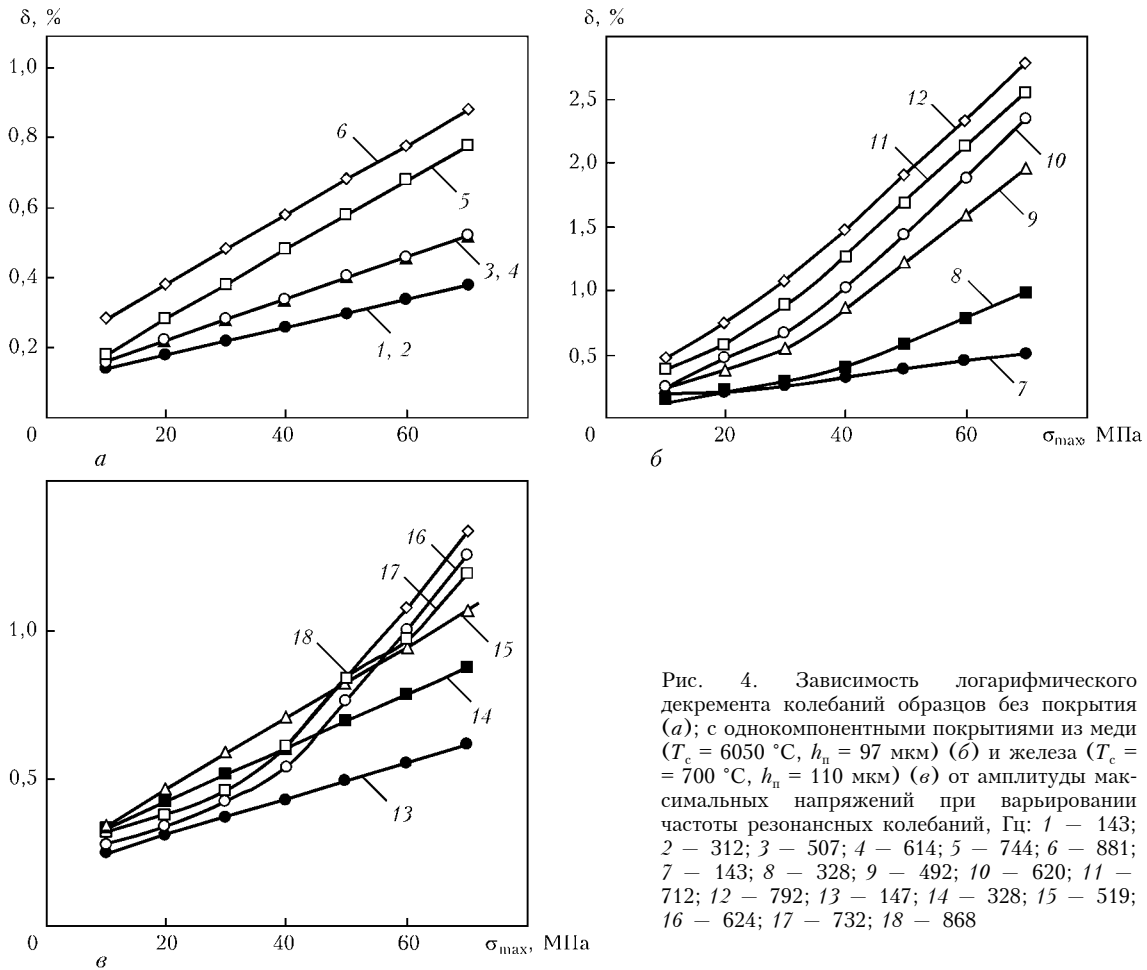 δ, %
1,0
0,8
0,6
0,4
0,2
0
20
40
60
6
5
3, 4
1, 2
а
δ, %
2,5
2,0
1,5
1,0
0,5
0
20
40
60
σmax, МПа
12
11
10
9
8
7
б
1,0
0,5
0
20
40
60
σmax, МПа
16
17
18
15
14
13
в
Рис. 4. Зависимость логарифмического
декремента колебаний образцов без покрытия
(а); с однокомпонентными покрытиями из меди
(Tс = 6050 °C, hп = 97 мкм) (б) и железа (Tс =
= 700 °C, hп = 110 мкм) (в) от амплитуды мак-
симальных напряжений при варьировании
частоты резонансных колебаний, Гц: 1 — 143;
2 — 312; 3 — 507; 4 — 614; 5 — 744; 6 — 881;
7 — 143; 8 — 328; 9 — 492; 10 — 620; 11 —
712; 12 — 792; 13 — 147; 14 — 328; 15 — 519;
16 — 624; 17 — 732; 18 — 868